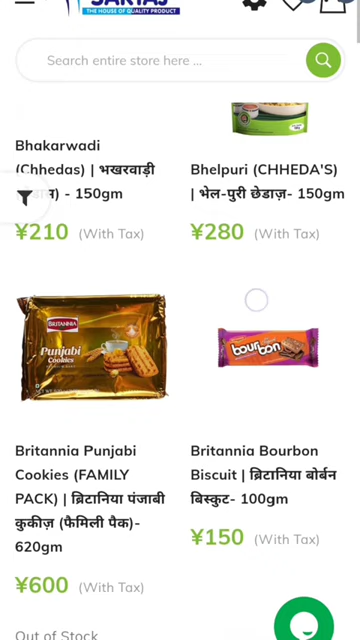 SARTAJ
THE HOUSE OF QUALITY PRODUCT
Search entire store here ...
Bhakarwadi
(Chhedas) | भखरवाड़ी
- 150gm
¥210 (With Tax)
Bhelpuri (CHHEDA'S)
| भेल-पुरी छेडाज़- 150gm
¥280 (With Tax)
BRITANNIA
Punjabi
Cookies
bourbon
Britannia Punjabi
Cookies (FAMILY
PACK) | ब्रिटानिया पंजाबी
कुकीज़ (फैमिली पैक)-
620gm
¥600 (With Tax)
Out of Stock
Britannia Bourbon
Biscuit | ब्रिटानिया बोर्बन
बिस्कुट- 100gm
¥150 (With Tax)